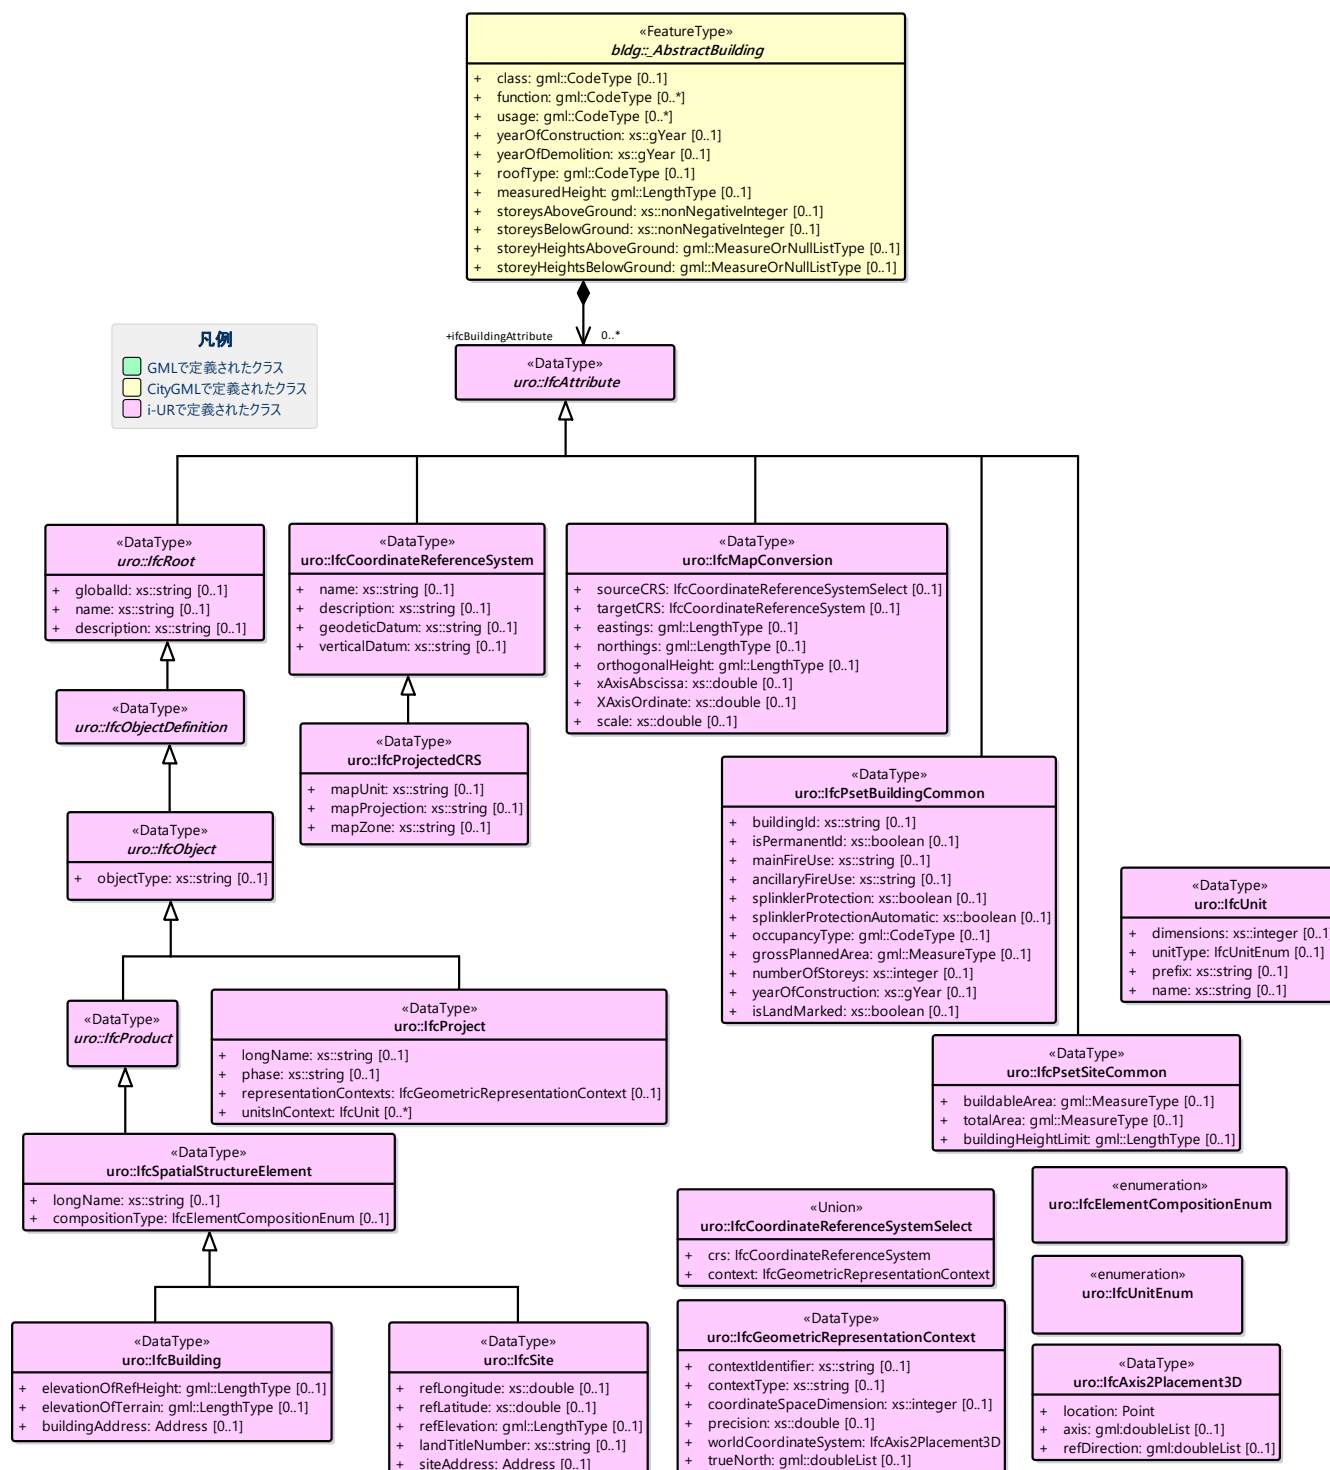 «FeatureType»
bldg::_AbstractBuilding
+ class: gml::CodeType [0..1]
+ function: gml::CodeType [0..*]
+ usage: gml::CodeType [0..*]
+ yearOfConstruction: xs::gYear [0..1]
+ yearOfDemolition: xs::gYear [0..1]
+ roofType: gml::CodeType [0..1]
+ measuredHeight: gml::LengthType [0..1]
+ storeysAboveGround: xs::nonNegativeInteger [0..1]
+ storeysBelowGround: xs::nonNegativeInteger [0..1]
+ storeyHeightsAboveGround: gml::MeasureOrNullListType [0..1]
+ storeyHeightsBelowGround: gml::MeasureOrNullListType [0..1]
+ifcBuildingAttribute 0..*
凡例
GMLで定義されたクラス
CityGMLで定義されたクラス
i-URで定義されたクラス
«DataType»
uro::IfcAttribute
«DataType»
uro::IfcRoot
+ globalId: xs::string [0..1]
+ name: xs::string [0..1]
+ description: xs::string [0..1]
«DataType»
uro::IfcCoordinateReferenceSystem
+ name: xs::string [0..1]
+ description: xs::string [0..1]
+ geodeticDatum: xs::string [0..1]
+ verticalDatum: xs::string [0..1]
«DataType»
uro::IfcMapConversion
+ sourceCRS: IfcCoordinateReferenceSystemSelect [0..1]
+ targetCRS: IfcCoordinateReferenceSystem [0..1]
+ eastings: gml::LengthType [0..1]
+ northings: gml::LengthType [0..1]
+ orthogonalHeight: gml::LengthType [0..1]
+ xAxisAbscissa: xs::double [0..1]
+ XAxisOrdinate: xs::double [0..1]
+ scale: xs::double [0..1]
«DataType»
uro::IfcObjectDefinition
«DataType»
uro::IfcProjectedCRS
+ mapUnit: xs::string [0..1]
+ mapProjection: xs::string [0..1]
+ mapZone: xs::string [0..1]
«DataType»
uro::IfcObject
+ objectType: xs::string [0..1]
«DataType»
uro::IfcPsetBuildingCommon
+ buildingId: xs::string [0..1]
+ isPermanentId: xs::boolean [0..1]
+ mainFireUse: xs::string [0..1]
+ ancillaryFireUse: xs::string [0..1]
+ splinklerProtection: xs::boolean [0..1]
+ splinklerProtectionAutomatic: xs::boolean [0..1]
+ occupancyType: gml::CodeType [0..1]
+ grossPlannedArea: gml::MeasureType [0..1]
+ numberOfStoreys: xs::integer [0..1]
+ yearOfConstruction: xs::gYear [0..1]
+ isLandMarked: xs::boolean [0..1]
«DataType»
uro::IfcUnit
+ dimensions: xs::integer [0..1
+ unitType: IfcUnitEnum [0..1]
+ prefix: xs::string [0..1]
+ name: xs::string [0..1]
«DataType»
uro::IfcProduct
«DataType»
uro::IfcProject
+ longName: xs::string [0..1]
+ phase: xs::string [0..1]
+ representationContexts: IfcGeometricRepresentationContext [0..1]
+ unitsInContext: IfcUnit [0..*]
«DataType»
uro::IfcPsetSiteCommon
+ buildableArea: gml::MeasureType [0..1]
+ totalArea: gml::MeasureType [0..1]
+ buildingHeightLimit: gml::LengthType [0..1]
«DataType»
uro::IfcSpatialStructureElement
+ longName: xs::string [0..1]
+ compositionType: IfcElementCompositionEnum [0..1]
«Union»
uro::IfcCoordinateReferenceSystemSelect
+ crs: IfcCoordinateReferenceSystem
+ context: IfcGeometricRepresentationContext
«enumeration»
uro::IfcElementCompositionEnum
«enumeration»
uro::IfcUnitEnum
«DataType»
uro::IfcBuilding
+ elevationOfRefHeight: gml::LengthType [0..1]
+ elevationOfTerrain: gml::LengthType [0..1]
+ buildingAddress: Address [0..1]
«DataType»
uro::IfcSite
+ refLongitude: xs::double [0..1]
+ refLatitude: xs::double [0..1]
+ refElevation: gml::LengthType [0..1]
+ landTitleNumber: xs::string [0..1]
+ siteAddress: Address [0..1]
«DataType»
uro::IfcGeometricRepresentationContext
+ contextIdentifier: xs::string [0..1]
+ contextType: xs::string [0..1]
+ coordinateSpaceDimension: xs::integer [0..1]
+ precision: xs::double [0..1]
+ worldCoordinateSystem: IfcAxis2Placement3D
+ trueNorth: gml::doubleList [0..1]
«DataType»
uro::IfcAxis2Placement3D
+ location: Point
+ axis: gml:doubleList [0..1]
+ refDirection: gml:doubleList [0..1]